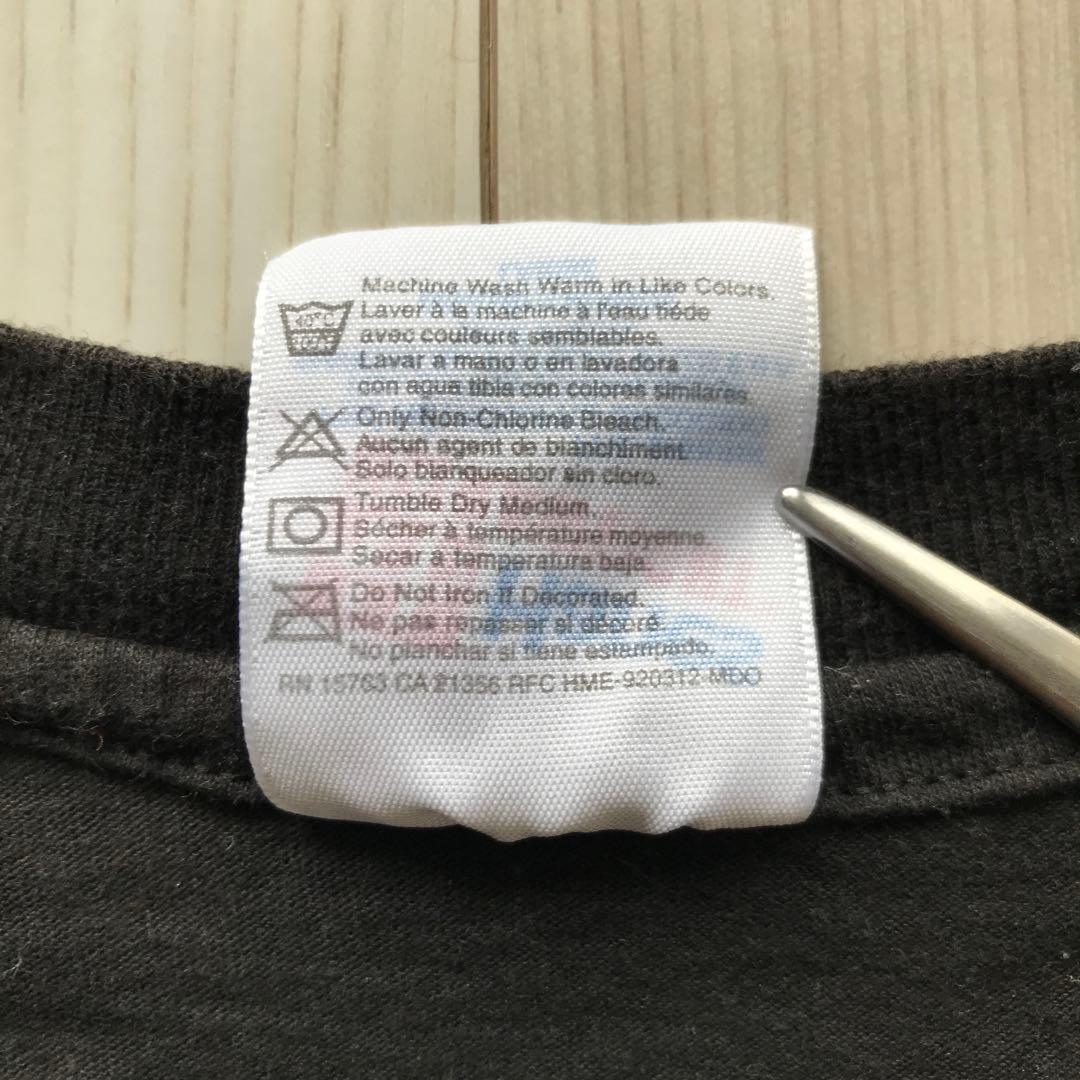 Machine Wash Warm in Like Colors.
Laver à la machine à l'eau tiéde
avec couleurs semblables.
Lavar a mano o en lavadora
con agua tibia con colores similares.
40°C
Only Non-Chlorine Bleach.
Aucun agent de blanchiment.
Solo blanqueador sin cloro.
Tumble Dry Medium.
Sécher à température moyenne.
Secar a temperatura baja.
Do Not Iron If Decorated.
Ne pas repasser si décoré.
No planchar si tiene estampado.
RN 15763 CA 21356 RFC HME-920312-MDO